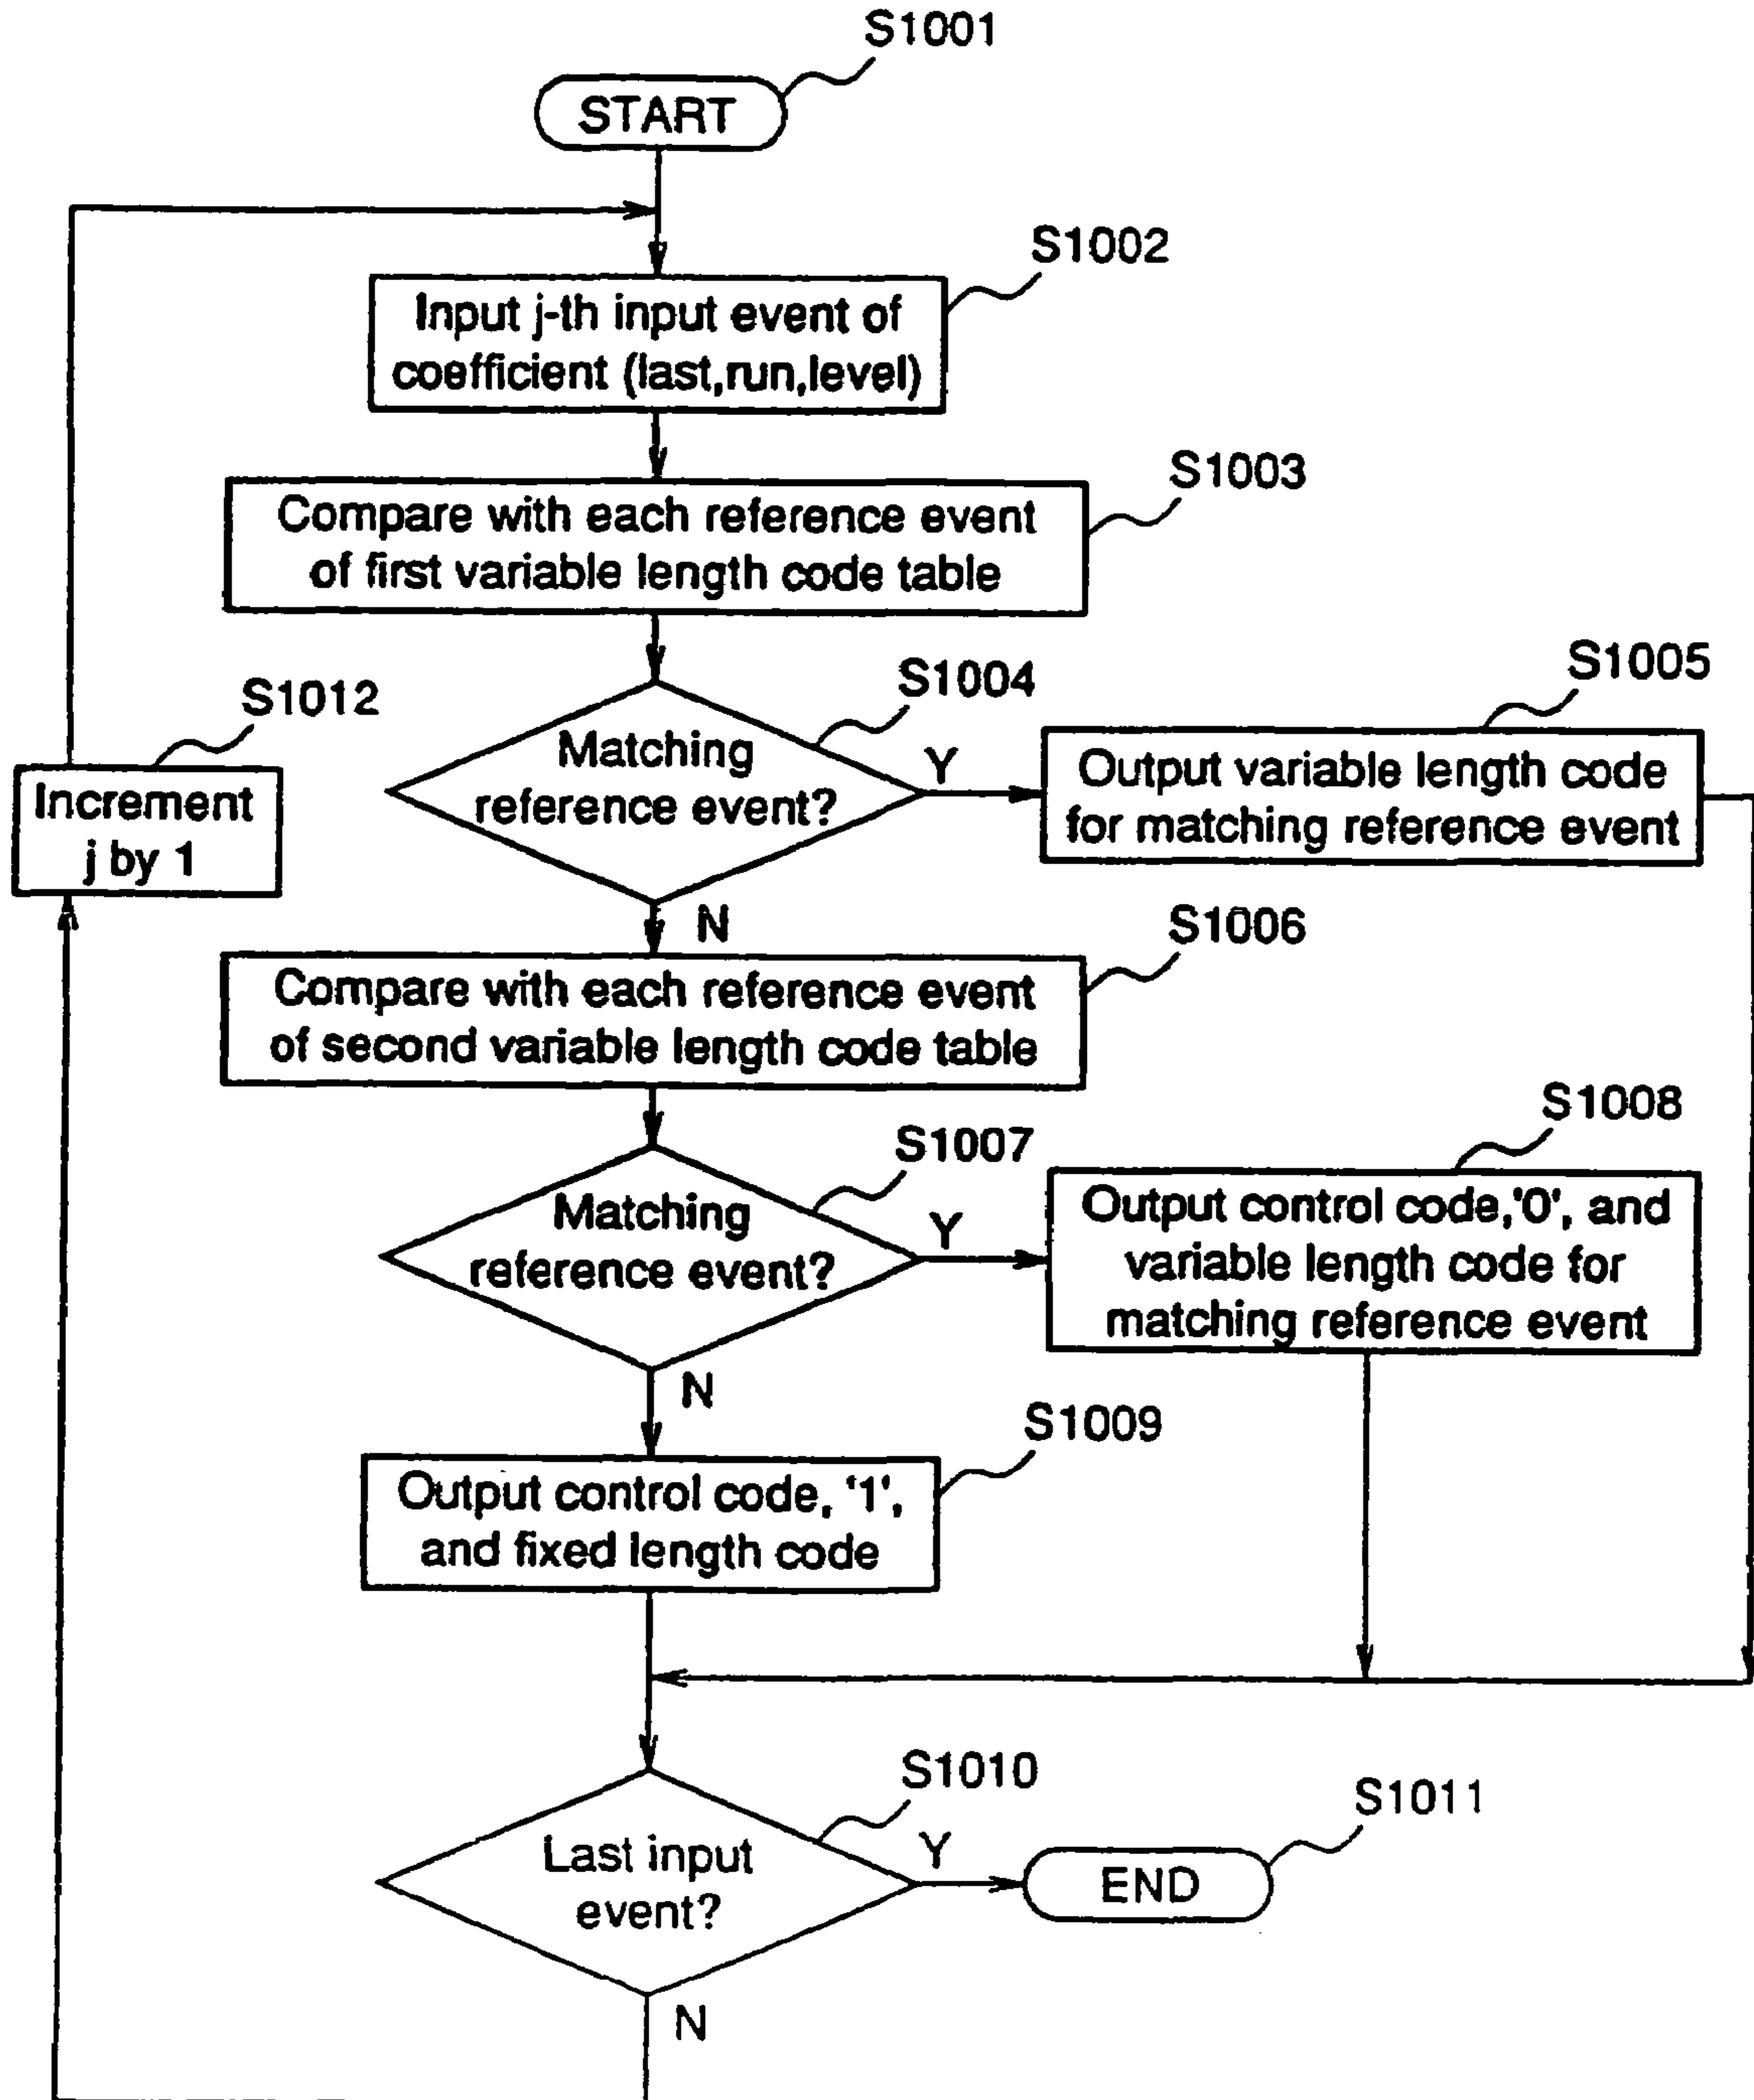 S1001
START
S1002
Input j-th input event of
coefficient (last,run,level)
S1003
Compare with each reference event
of first variable length code table
S1004
Matching
reference event?
Y
N
S1005
Output variable length code
for matching reference event
S1012
Increment
j by 1
S1006
Compare with each reference event
of second variable length code table
S1007
Matching
reference event?
Y
N
S1008
Output control code,'0', and
variable length code for
matching reference event
S1009
Output control code, '1',
and fixed length code
S1010
Last input
event?
Y
N
S1011
END